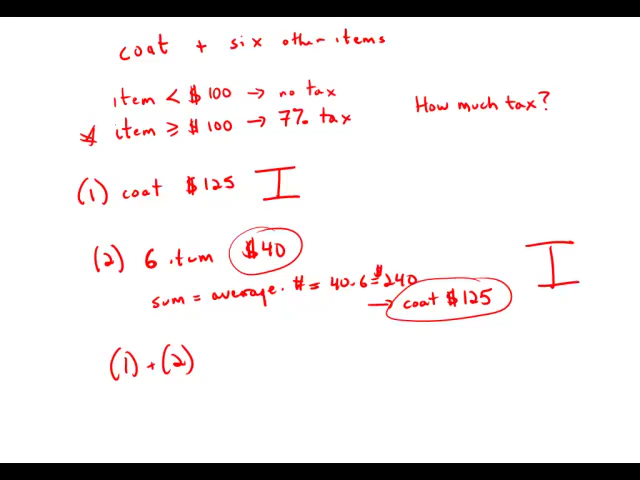 coat + six other items
item < $100 → no tax
item ≥ $100 → 7% tax
How much tax?
(1) coat $125 I
(2) 6 item $40 I
sum = average · # = 40·6 = $240
→ coat $125
(1) + (2)